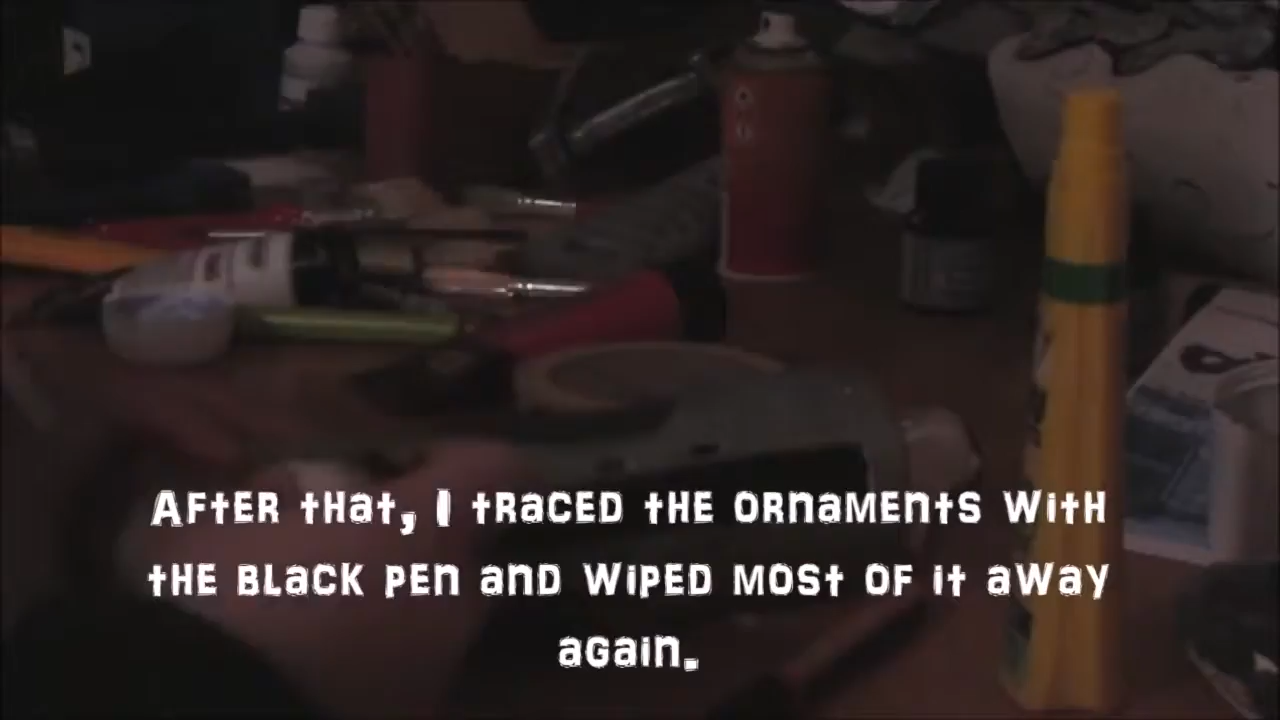 After that, I traced the ornaments with
the black pen and wiped most of it away
again.